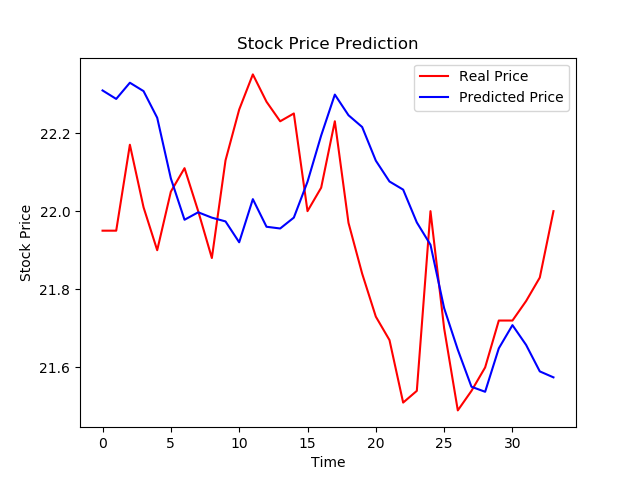 Stock Price Prediction
Real Price
Predicted Price
22.2
22.0
21.8
21.6
Stock Price
0 5 10 15 20 25 30
Time